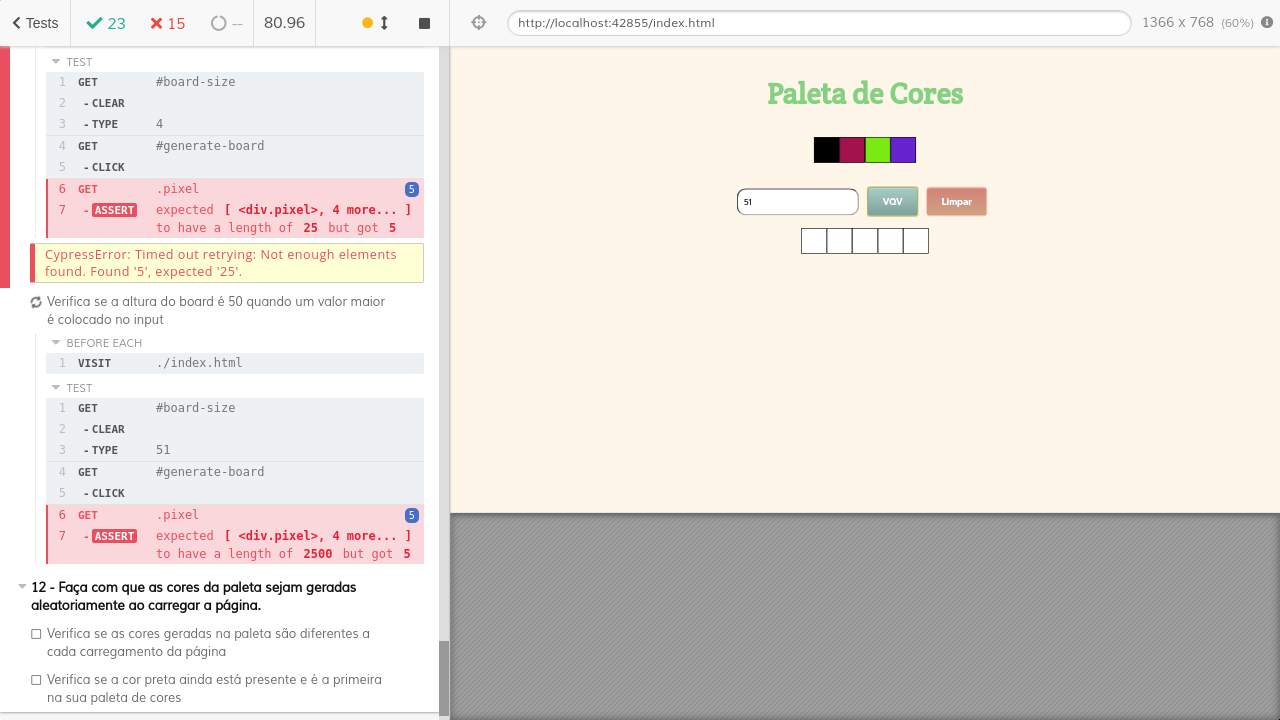 Tests 23 15 -- 80.96
http://localhost:42855/index.html 1366 x 768 (60%)
TEST
1 GET #board-size
2 -CLEAR
3 -TYPE 4
4 GET #generate-board
5 -CLICK
6 GET .pixel 5
7 -ASSERT expected [ <div.pixel>, 4 more... ]
to have a length of 25 but got 5
CypressError: Timed out retrying: Not enough elements
found. Found '5', expected '25'.
Verifica se a altura do board é 50 quando um valor maior
é colocado no input
BEFORE EACH
1 VISIT ./index.html
TEST
1 GET #board-size
2 -CLEAR
3 -TYPE 51
4 GET #generate-board
5 -CLICK
6 GET .pixel 5
7 -ASSERT expected [ <div.pixel>, 4 more... ]
to have a length of 2500 but got 5
12 - Faça com que as cores da paleta sejam geradas
aleatoriamente ao carregar a página.
Verifica se as cores geradas na paleta são diferentes a
cada carregamento da página
Verifica se a cor preta ainda está presente e é a primeira
na sua paleta de cores
Paleta de Cores
51 VQV Limpar